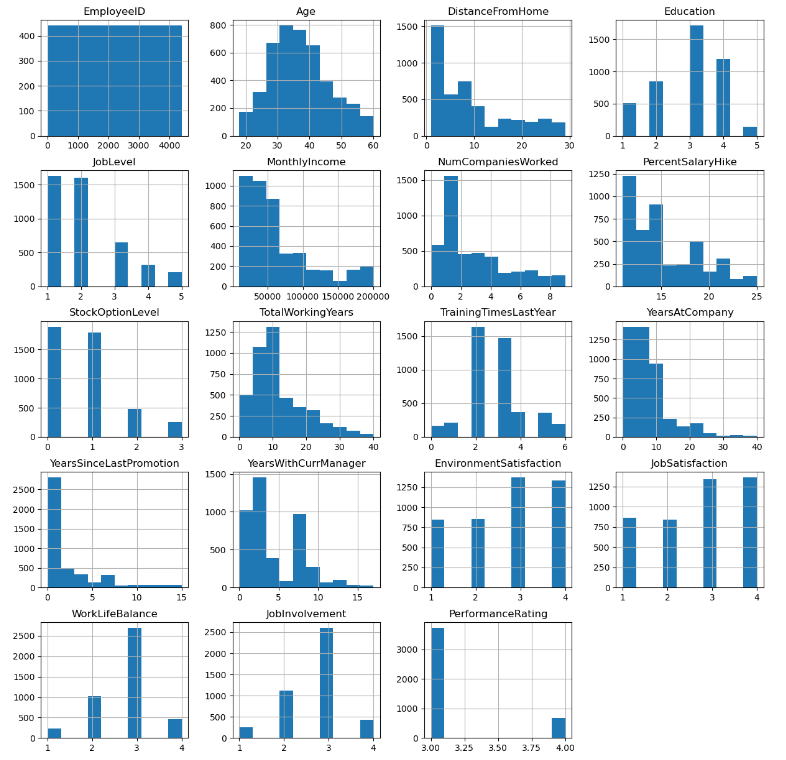 EmployeeID Age DistanceFromHome Education
400 300 200 100 0
0 1000 2000 3000 4000
800 600 400 200 0
20 30 40 50 60
1500 1000 500 0
0 10 20 30
1500 1000 500 0
1 2 3 4 5
JobLevel MonthlyIncome NumCompaniesWorked PercentSalaryHike
1500 1000 500 0
1 2 3 4 5
1000 800 600 400 200 0
50000 100000 150000 200000
1500 1000 500 0
0 2 4 6 8
1250 1000 750 500 250 0
15 20 25
StockOptionLevel TotalWorkingYears TrainingTimesLastYear YearsAtCompany
1500 1000 500 0
0 1 2 3
1250 1000 750 500 250 0
0 10 20 30 40
1500 1000 500 0
0 2 4 6
1250 1000 750 500 250 0
0 10 20 30 40
YearsSinceLastPromotion YearsWithCurrManager EnvironmentSatisfaction JobSatisfaction
2500 2000 1500 1000 500 0
0 5 10 15
1500 1000 500 0
0 5 10 15
1250 1000 750 500 250 0
1 2 3 4
1250 1000 750 500 250 0
1 2 3 4
WorkLifeBalance JobInvolvement PerformanceRating
2500 2000 1500 1000 500 0
1 2 3 4
2500 2000 1500 1000 500 0
1 2 3 4
3000 2000 1000 0
3.00 3.25 3.50 3.75 4.00